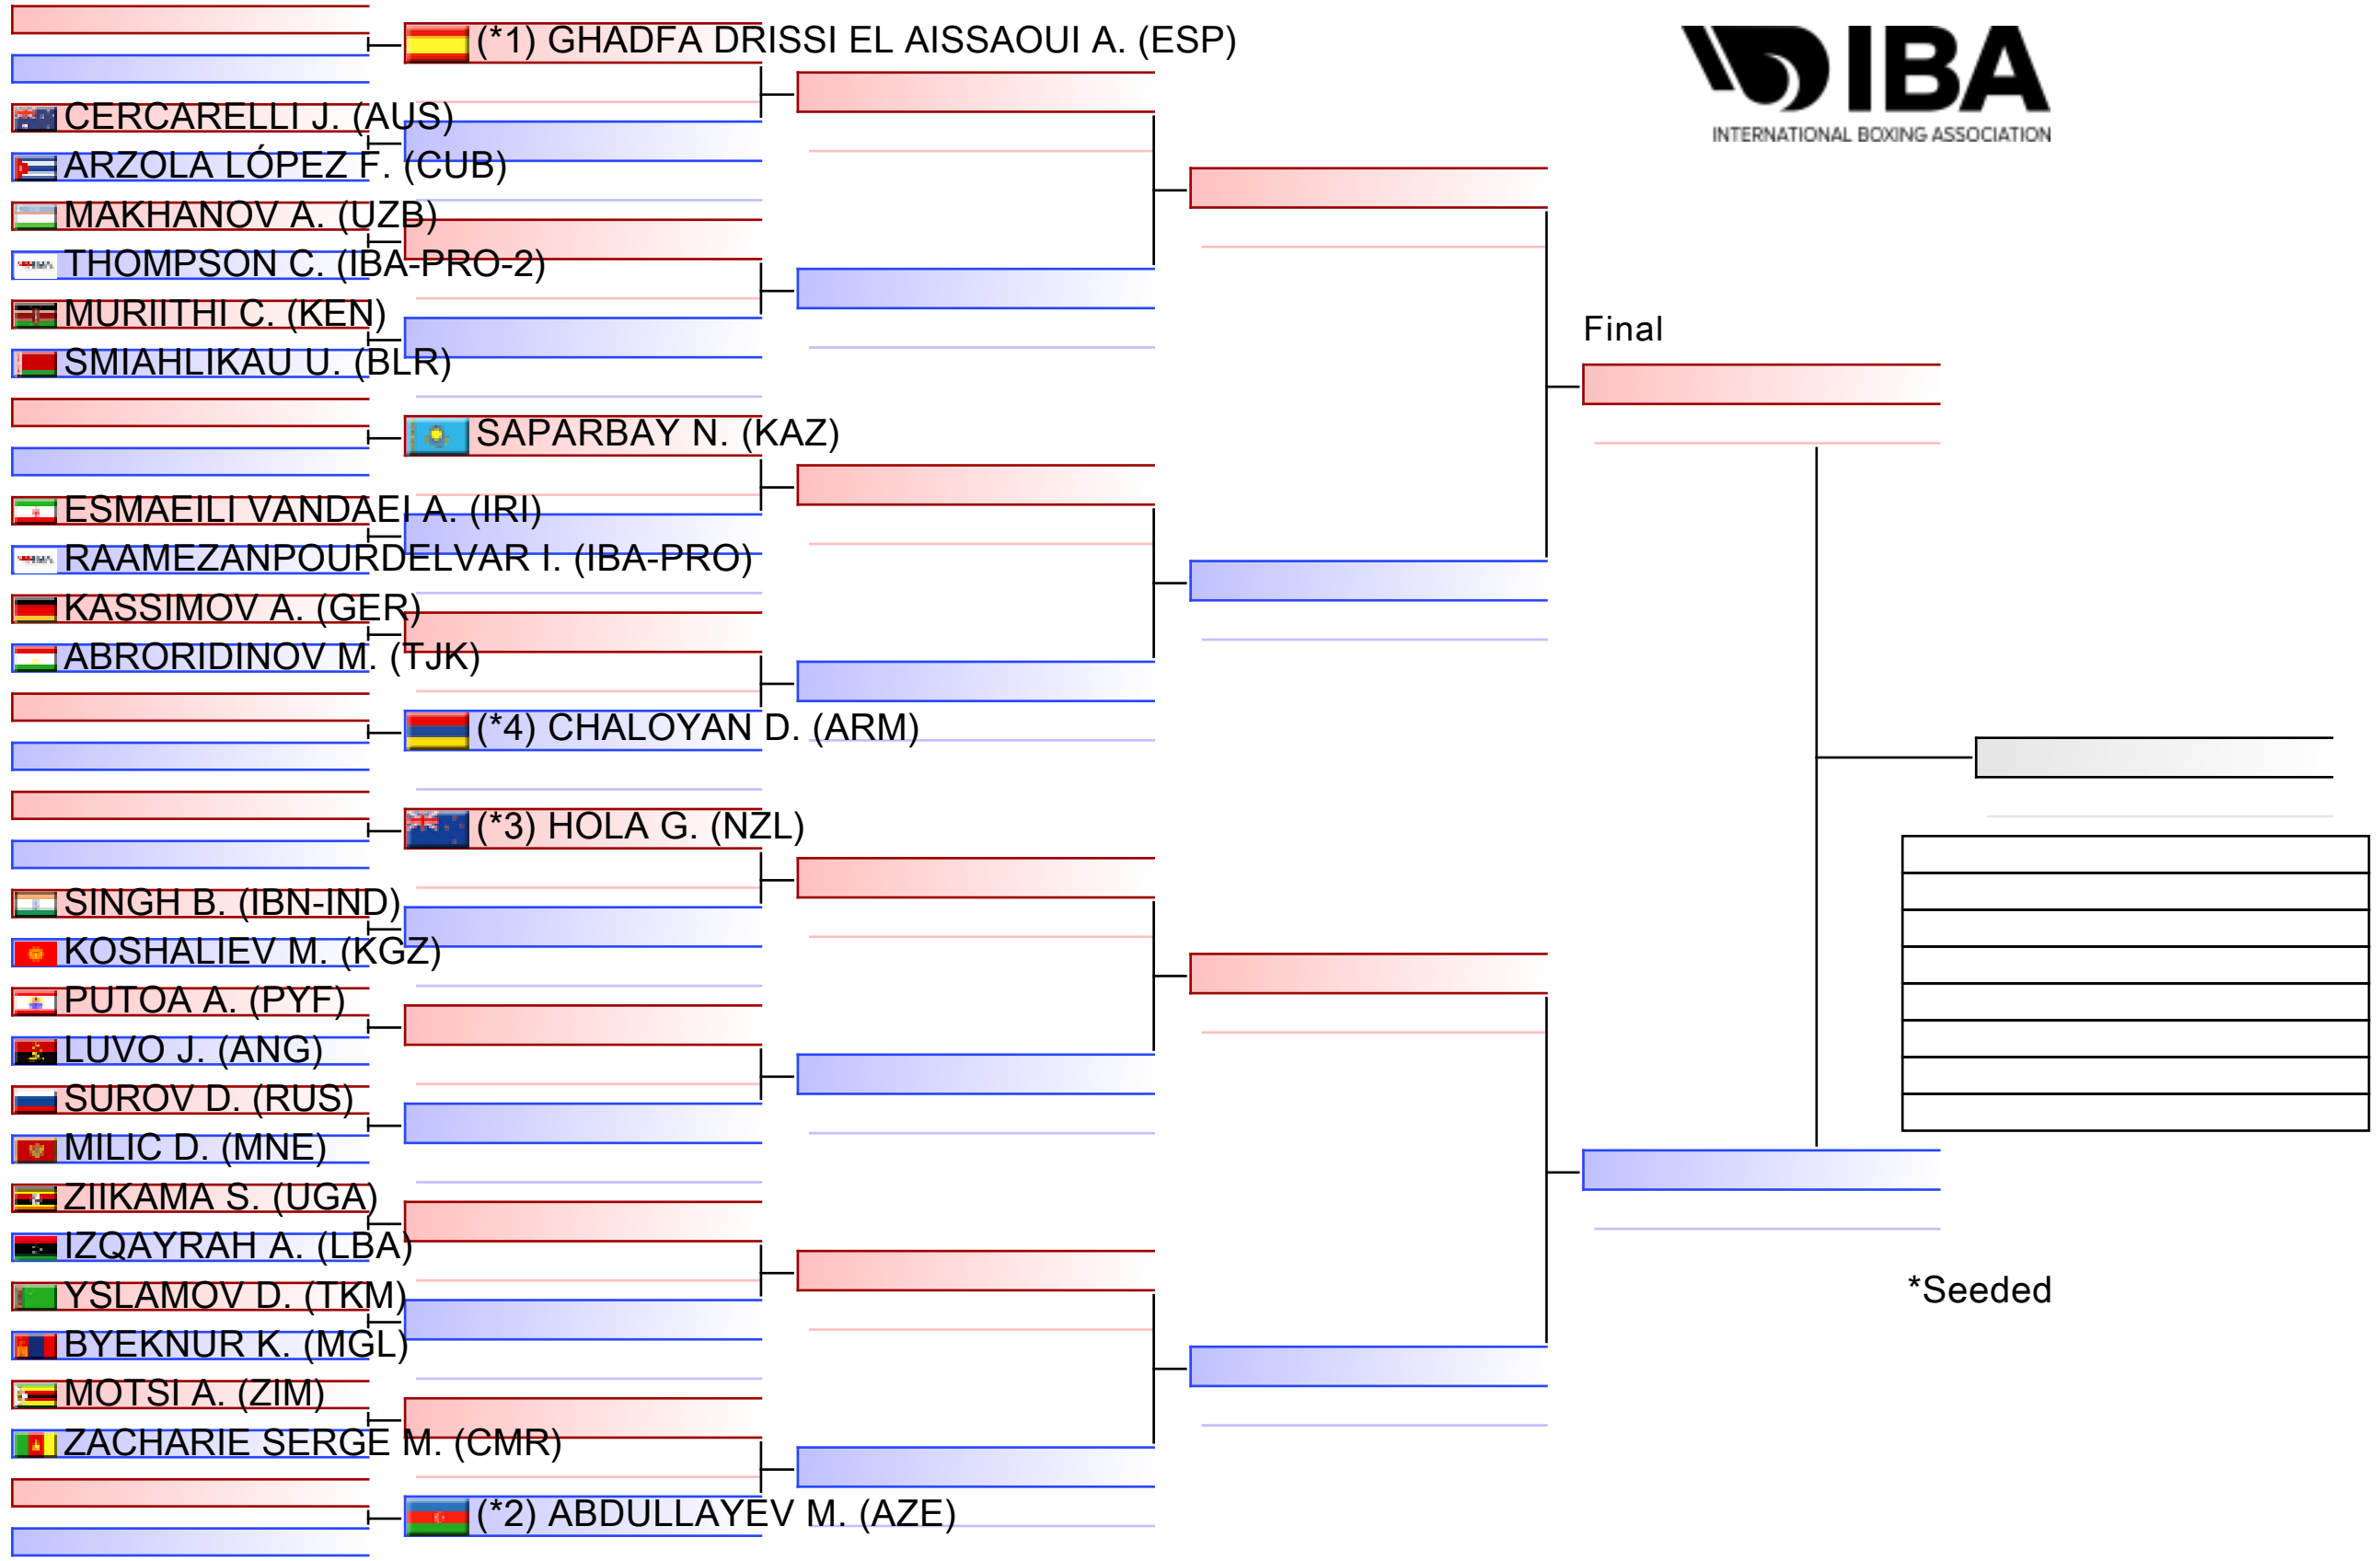 (*1) GHADFA DRISSI EL AISSAOUI A. (ESP)
IBA
INTERNATIONAL BOXING ASSOCIATION
CERCARELLI J. (AUS)
ARZOLA LÓPEZ F. (CUB)
MAKHANOV A. (UZB)
THOMPSON C. (IBA-PRO-2)
MURIITHI C. (KEN)
Final
SMIAHLIKAU U. (BLR)
SAPARBAY N. (KAZ)
ESMAEILI VANDAEI A. (IRI)
RAAMEZANPOURDELVAR I. (IBA-PRO)
KASSIMOV A. (GER)
ABRORIDINOV M. (TJK)
(*4) CHALOYAN D. (ARM)
(*3) HOLA G. (NZL)
SINGH B. (IBN-IND)
KOSHALIEV M. (KGZ)
PUTOA A. (PYF)
LUVO J. (ANG)
SUROV D. (RUS)
MILIC D. (MNE)
ZIIKAMA S. (UGA)
IZQAYRAH A. (LBA)
YSLAMOV D. (TKM)
*Seeded
BYEKNUR K. (MGL)
MOTSI A. (ZIM)
ZACHARIE SERGE M. (CMR)
(*2) ABDULLAYEV M. (AZE)